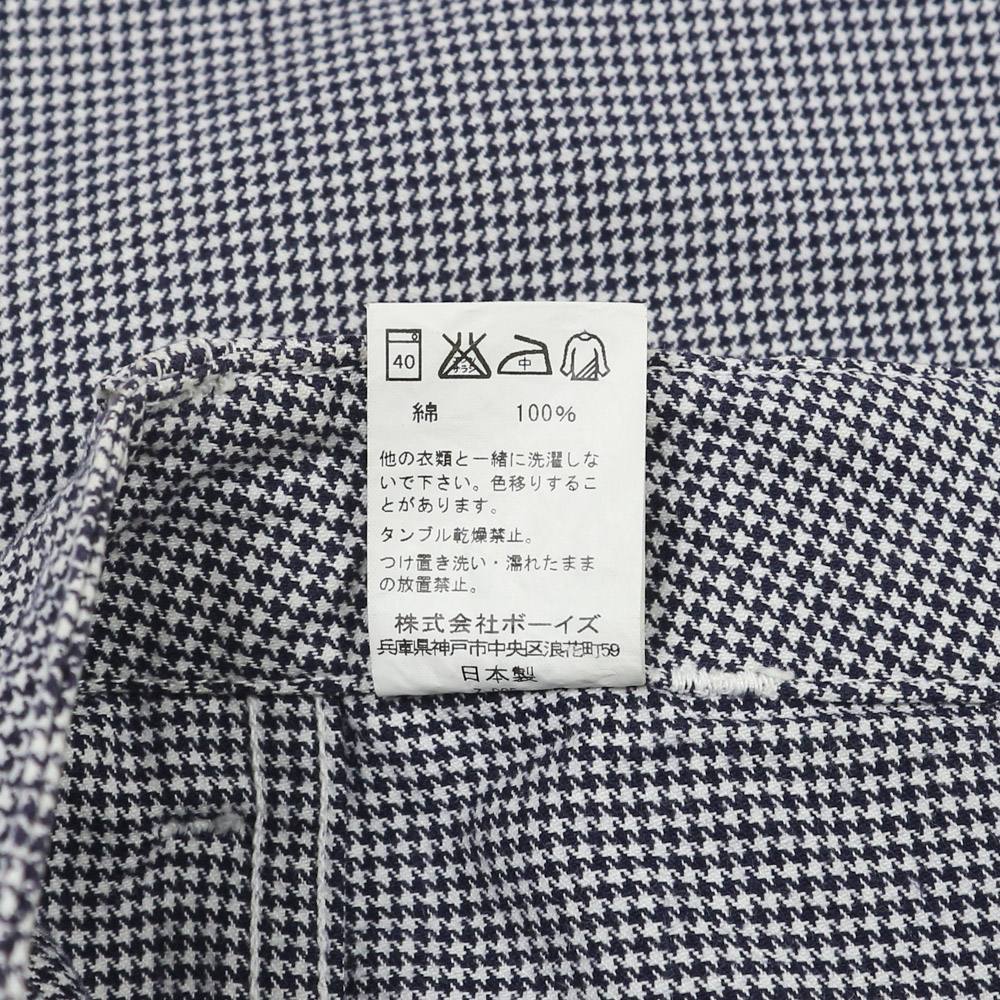 40 中
綿 100%
他の衣類と一緒に洗濯しな
いで下さい。色移りするこ
とがあります。
タンブル乾燥禁止。
つけ置き洗い・濡れたまま
の放置禁止。
株式会社ボーイズ
兵庫県神戸市中央区浪花町59
日本製